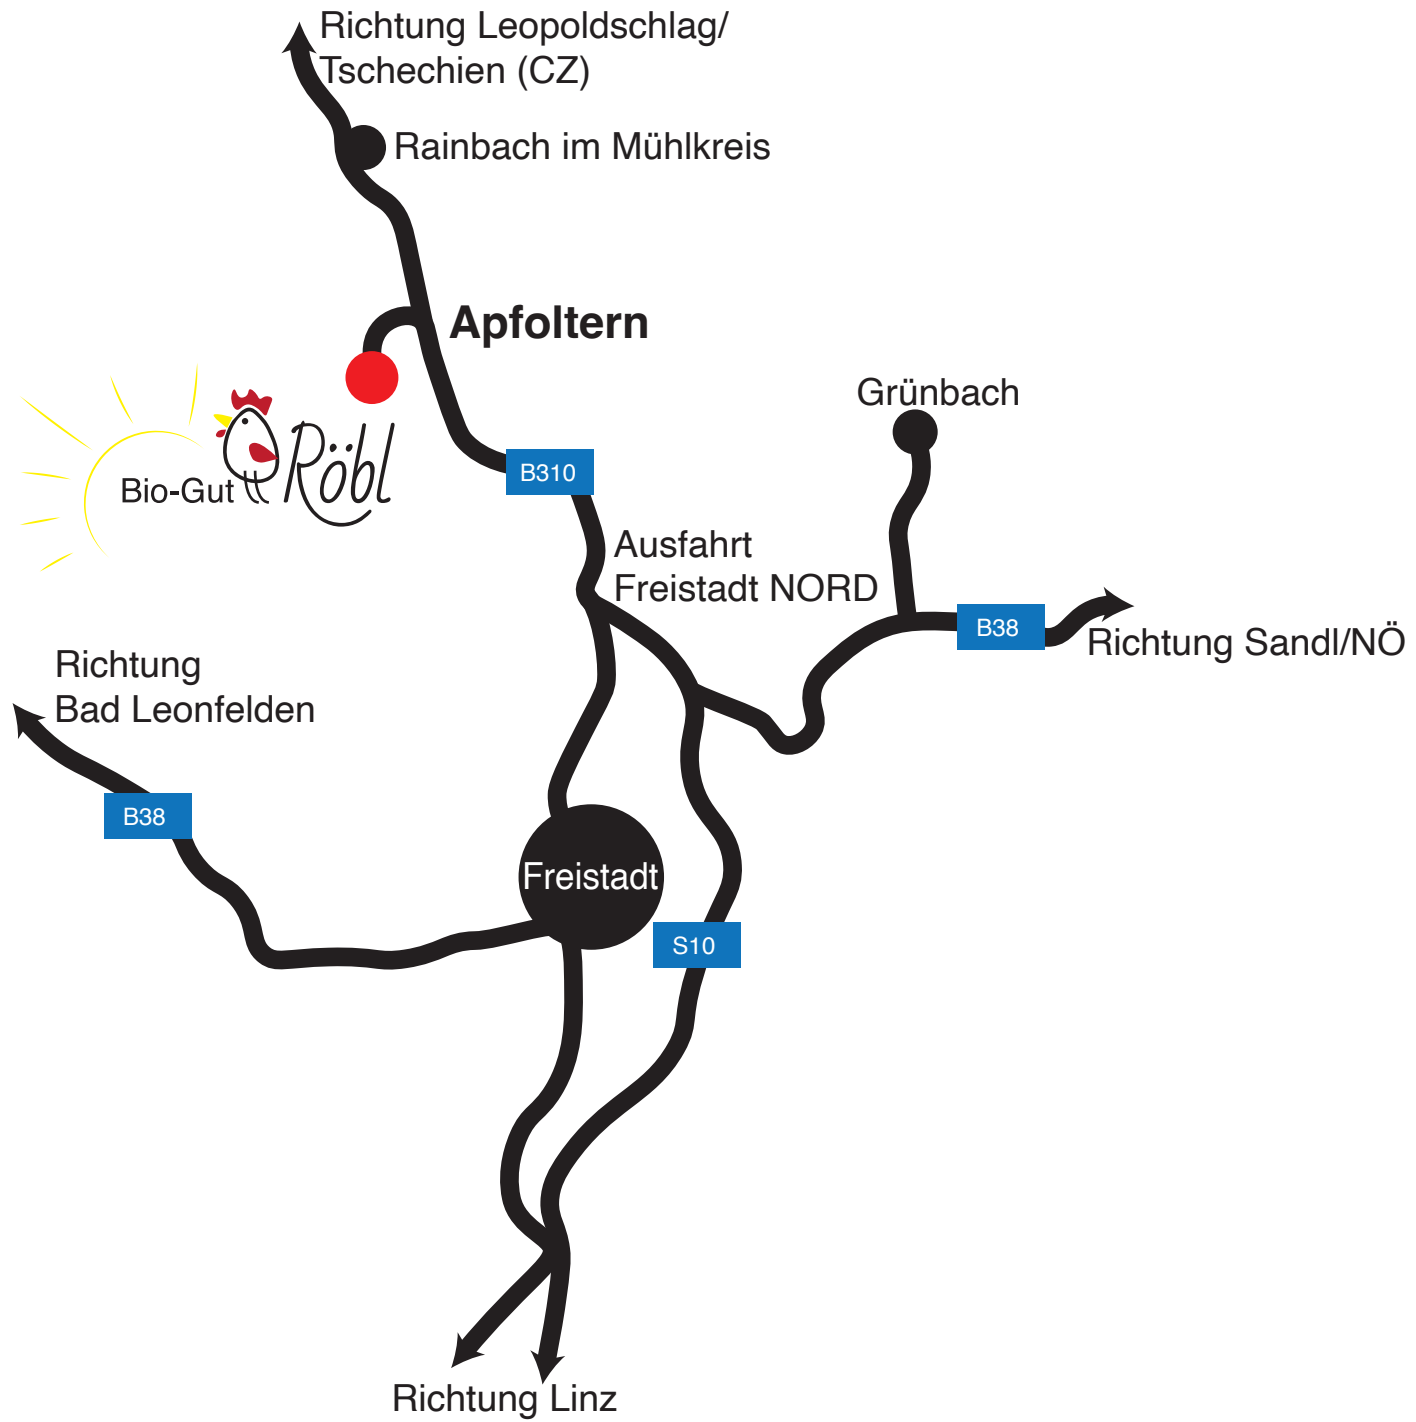 Richtung Leopoldschlag/
Tschechien (CZ)
Rainbach im Mühlkreis
Apfoltern
Grünbach
Bio-Gut Röbl
B310
Ausfahrt
Freistadt NORD
B38
Richtung Sandl/NÖ
Richtung
Bad Leonfelden
B38
Freistadt
S10
Richtung Linz